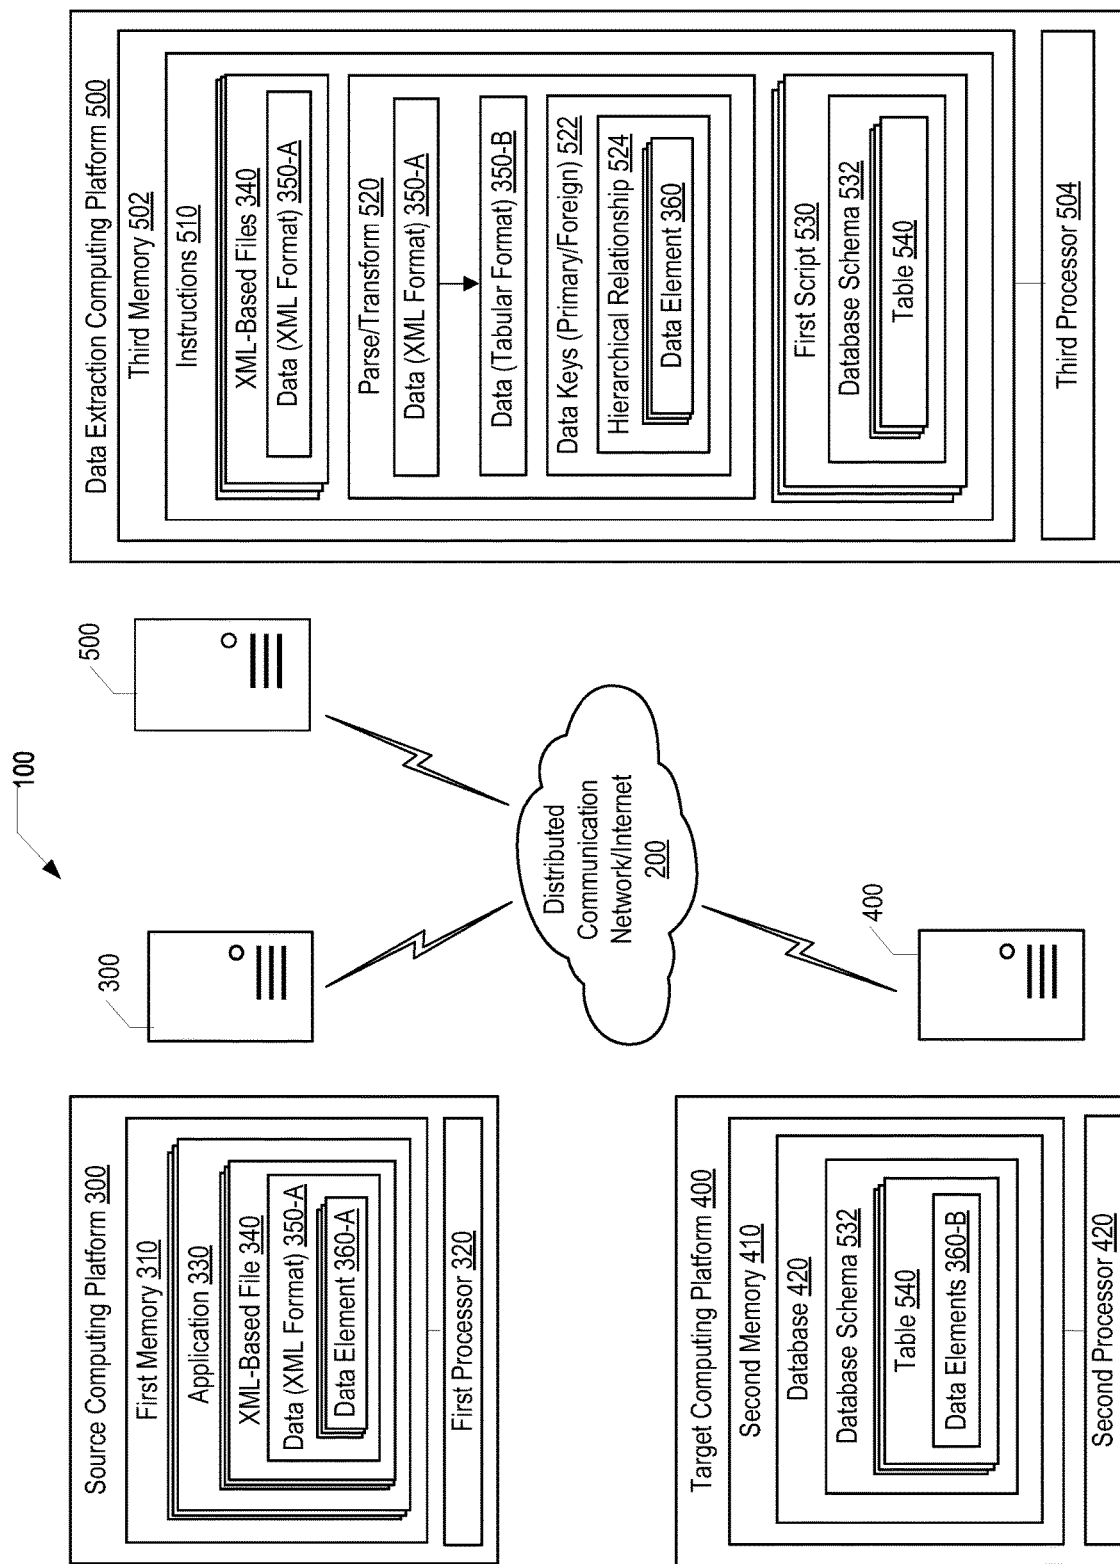 100
Source Computing Platform 300
First Memory 310
Application 330
XML-Based File 340
Data (XML Format) 350-A
Data Element 360-A
First Processor 320
300
500
Distributed
Communication
Network/Internet
200
400
Target Computing Platform 400
Second Memory 410
Database 420
Database Schema 532
Table 540
Data Elements 360-B
Second Processor 420
Data Extraction Computing Platform 500
Third Memory 502
Instructions 510
XML-Based Files 340
Data (XML Format) 350-A
Parse/Transform 520
Data (XML Format) 350-A
Data (Tabular Format) 350-B
Data Keys (Primary/Foreign) 522
Hierarchical Relationship 524
Data Element 360
First Script 530
Database Schema 532
Table 540
Third Processor 504